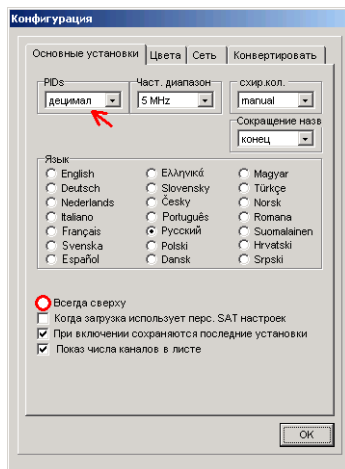 Конфигурация
Основные установки Цвета Сеть Конвертировать
PIDs Част. диапазон схир.кол.
децимал 5 MHz manual
Сокращение назв
конец
Язык
English Ελληνικά Magyar
Deutsch Slovensky Türkçe
Nederlands Česky Norsk
Italiano Português Romana
Français Русский Suomalainen
Svenska Polski Hrvatski
Español Dansk Srpski
Всегда сверху
Когда загрузка использует перс. SAT настроек
При включении сохраняются последние установки
Показ числа каналов в листе
OK